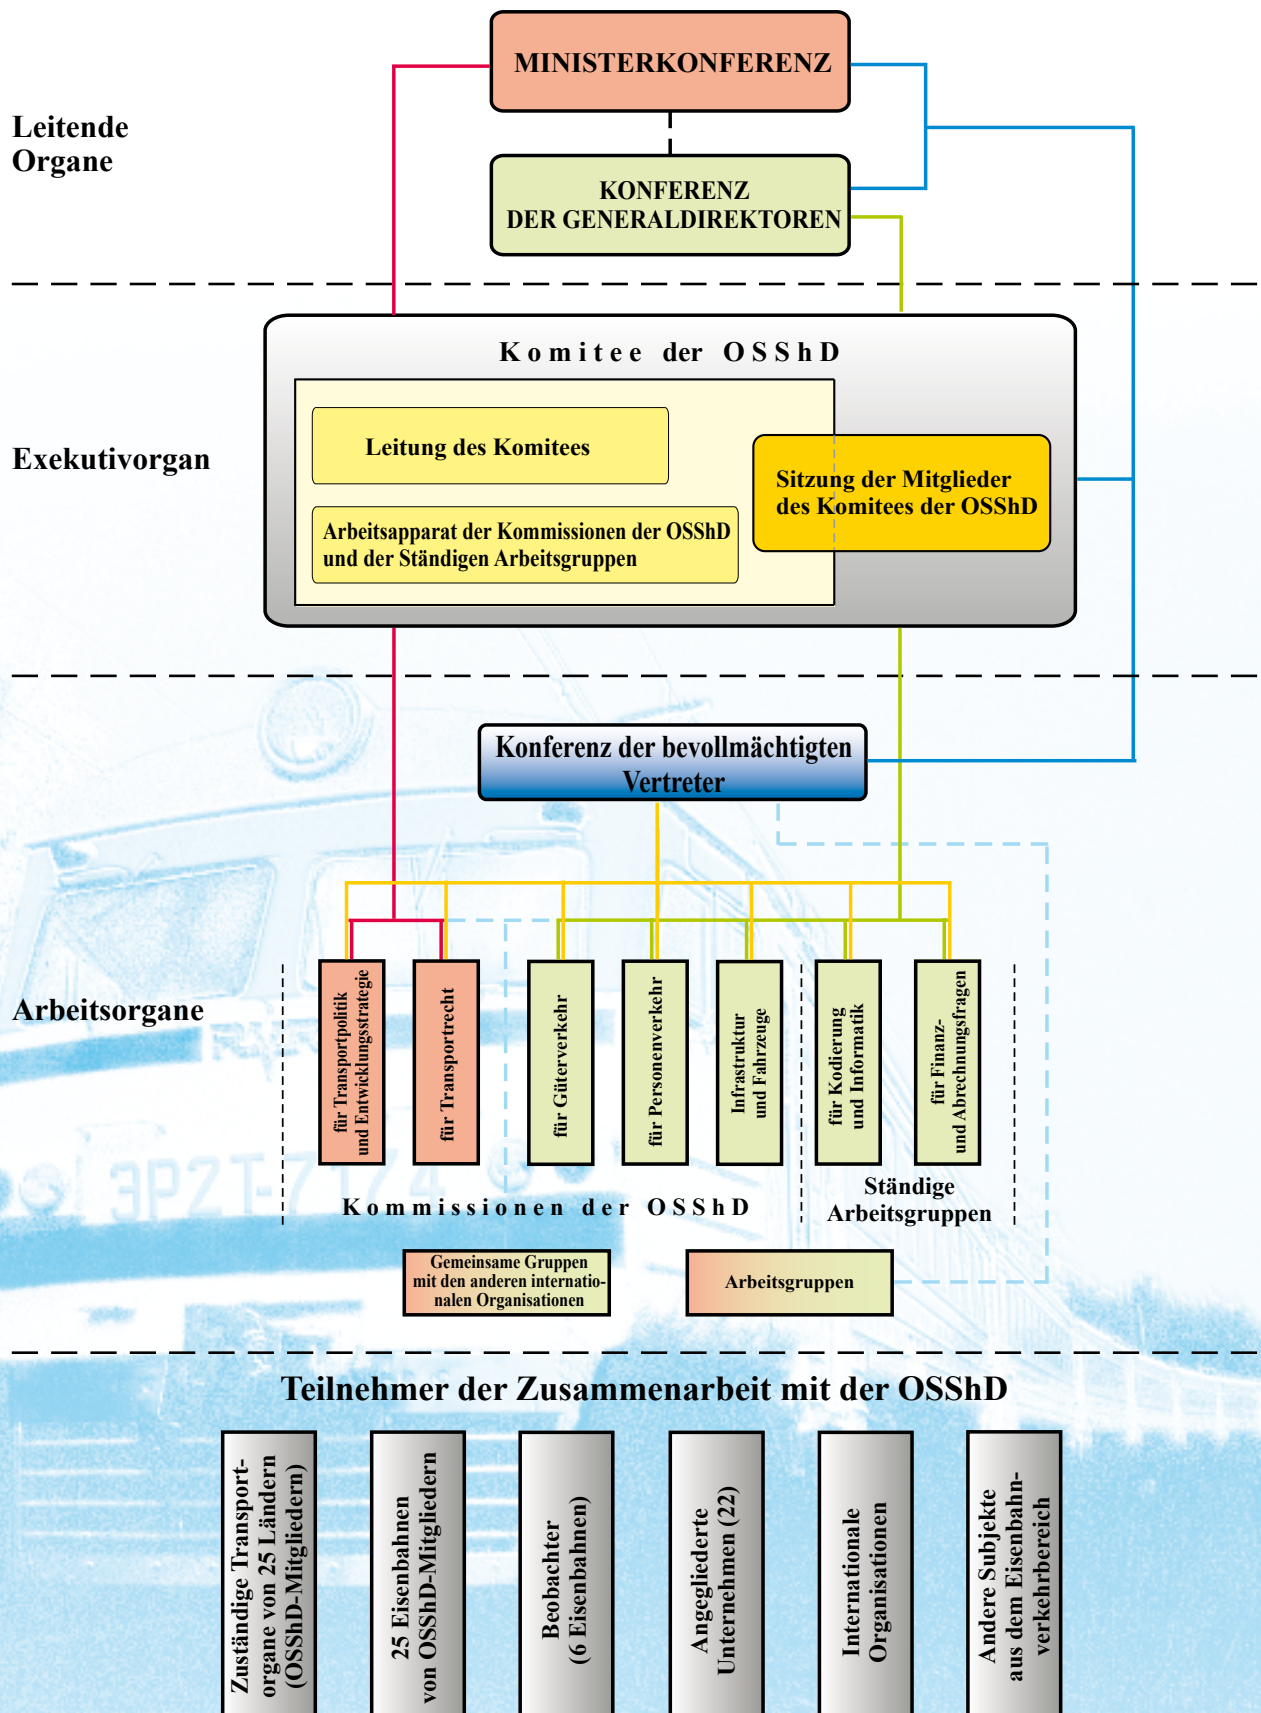 MINISTERKONFERENZ
Leitende
Organe
KONFERENZ
DER GENERALDIREKTOREN
Komitee der OSShD
Exekutivorgan
Leitung des Komitees
Sitzung der Mitglieder
des Komitees der OSShD
Arbeitsapparat der Kommissionen der OSShD
und der Ständigen Arbeitsgruppen
Konferenz der bevollmächtigten
Vertreter
Arbeitsorgane
für Transportpolitik
und Entwicklungsstrategie
für Transportrecht
für Güterverkehr
für Personenverkehr
Infrastruktur
und Fahrzeuge
für Kodierung
und Informatik
für Finanz-
und Abrechungsfragen
ЭР2Т-7174
Kommissionen der OSShD
Ständige
Arbeitsgruppen
Gemeinsame Gruppen
mit den anderen internatio-
nalen Organisationen
Arbeitsgruppen
Teilnehmer der Zusammenarbeit mit der OSShD
Zuständige Transport-
organe von 25 Ländern
(OSShD-Mitgliedern)
25 Eisenbahnen
von OSShD-Mitgliedern
Beobachter
(6 Eisenbahnen)
Angegliederte
Unternehmen (22)
Internationale
Organisationen
Andere Subjekte
aus dem Eisenbahn-
verkehrbereich